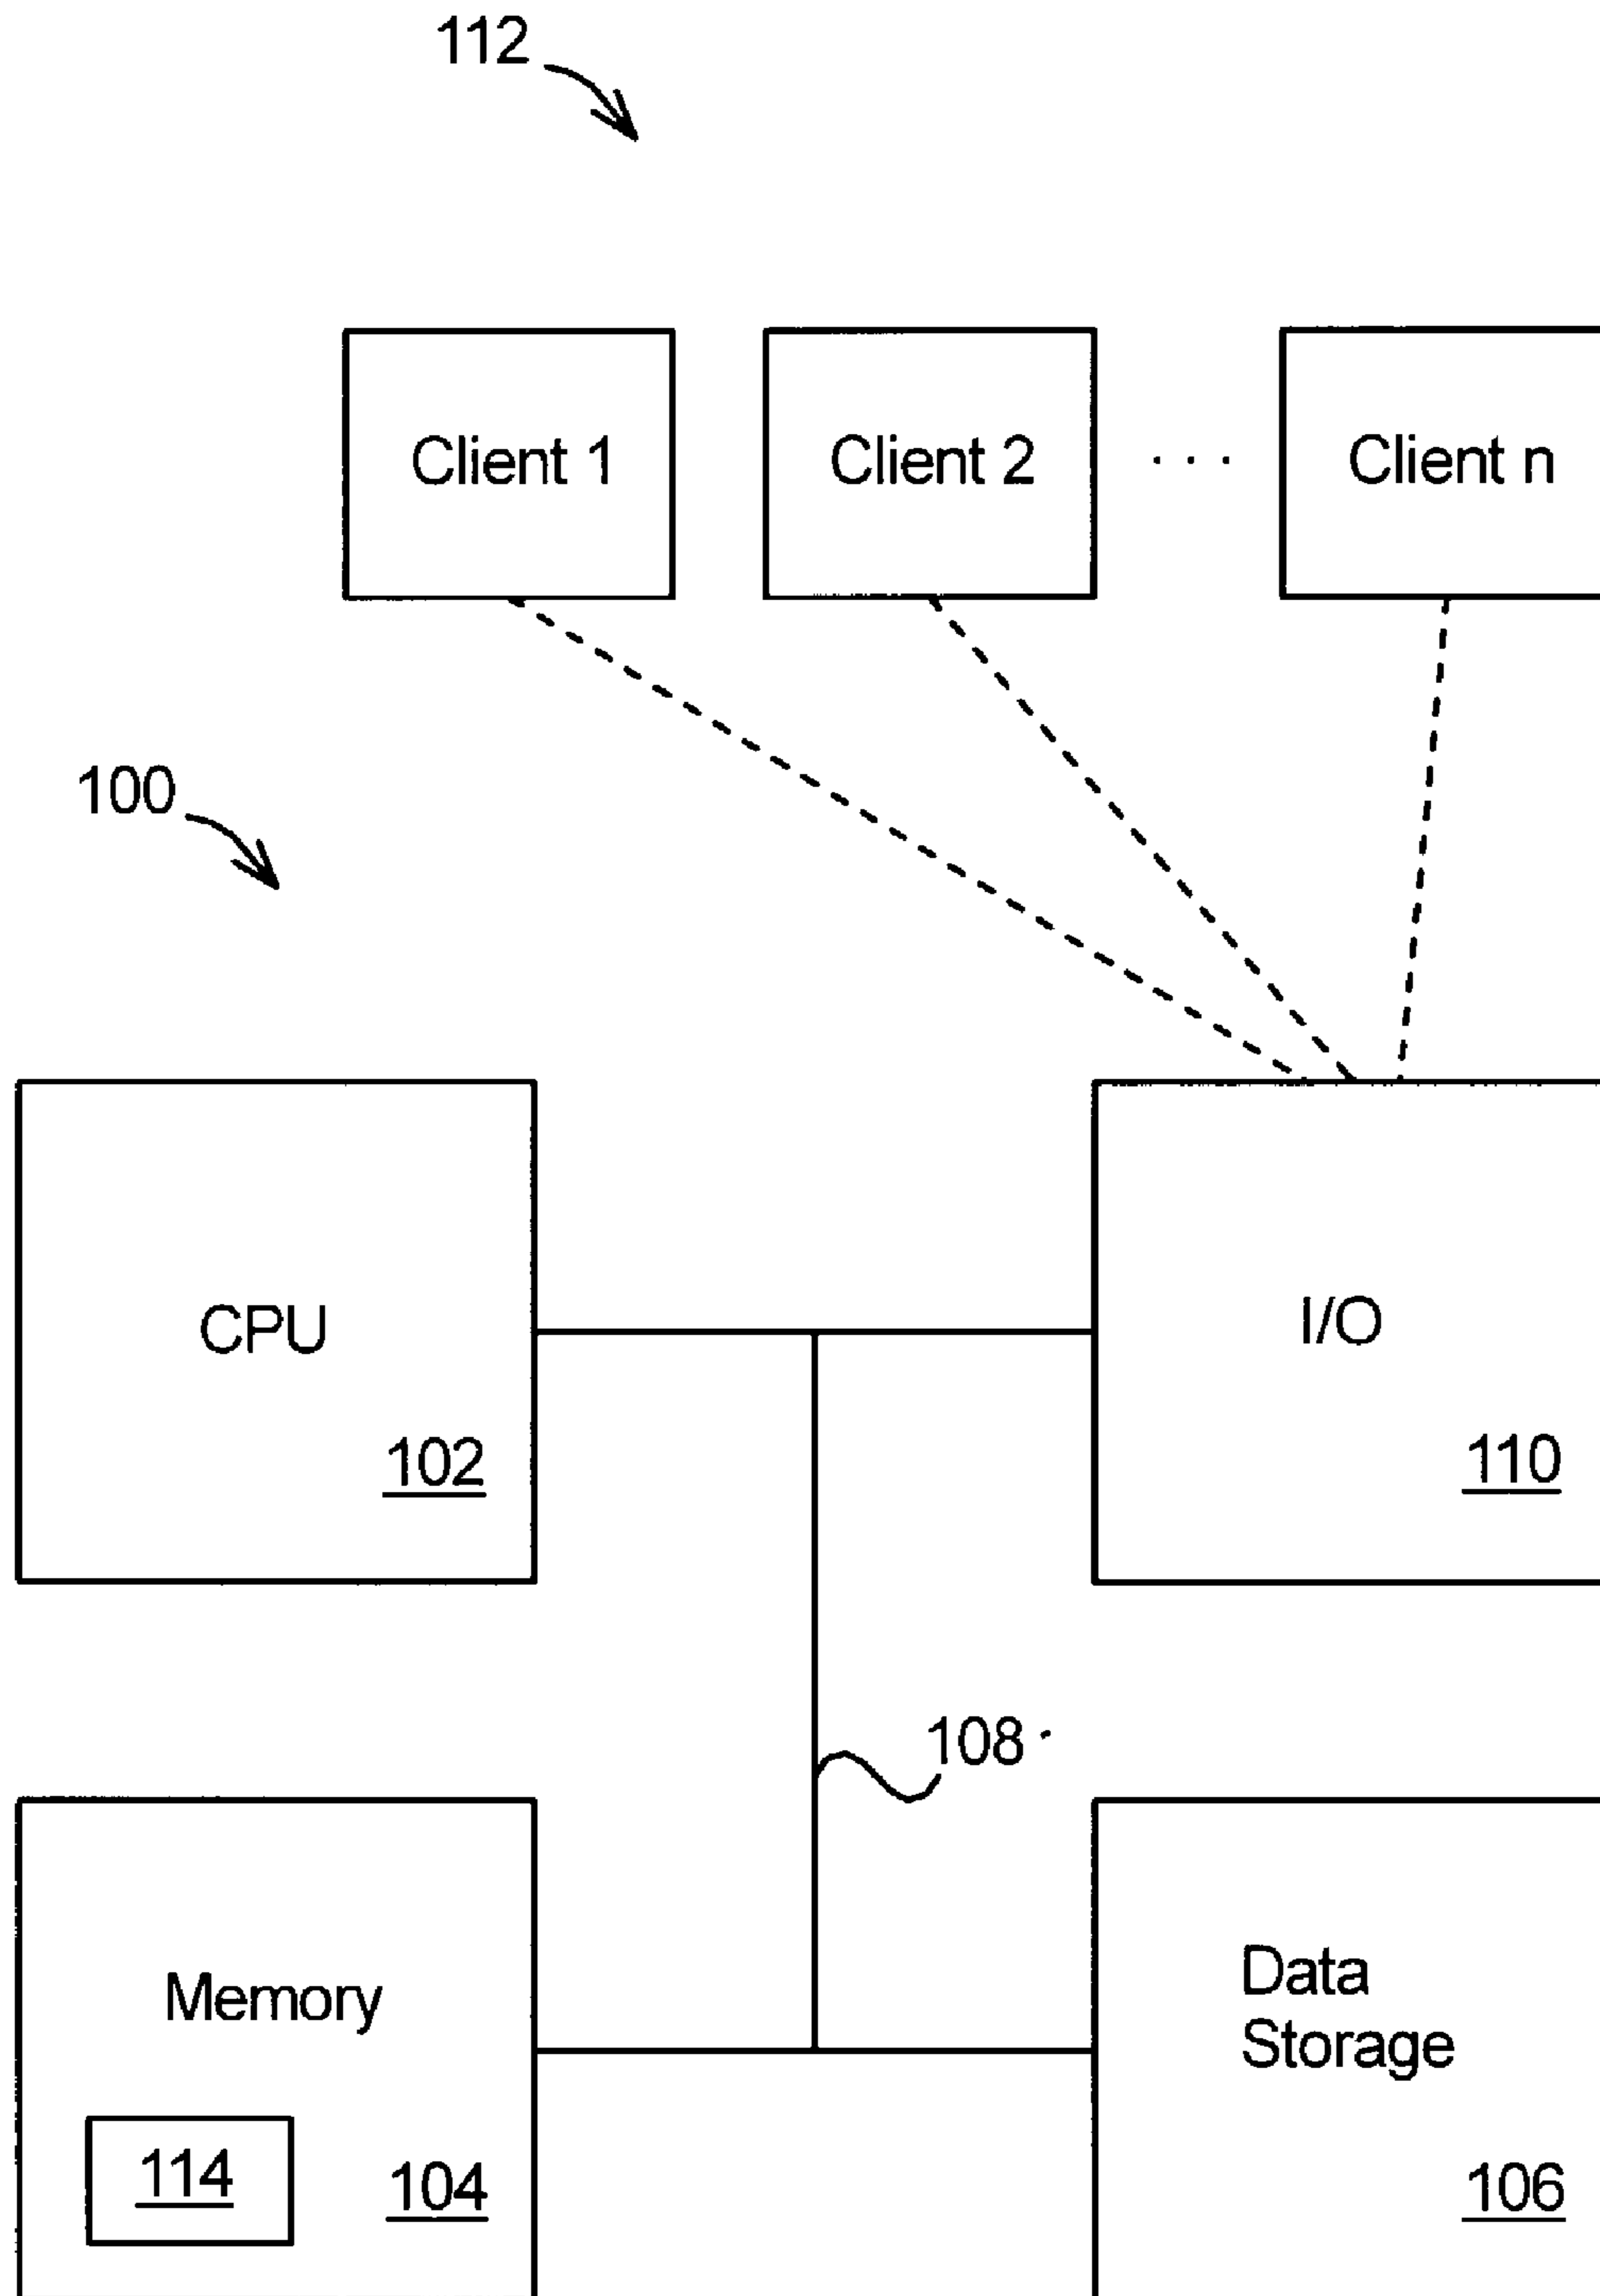 112
Client 1
Client 2
. . .
Client n
100
CPU
102
I/O
110
108
Memory
114
104
Data
Storage
106